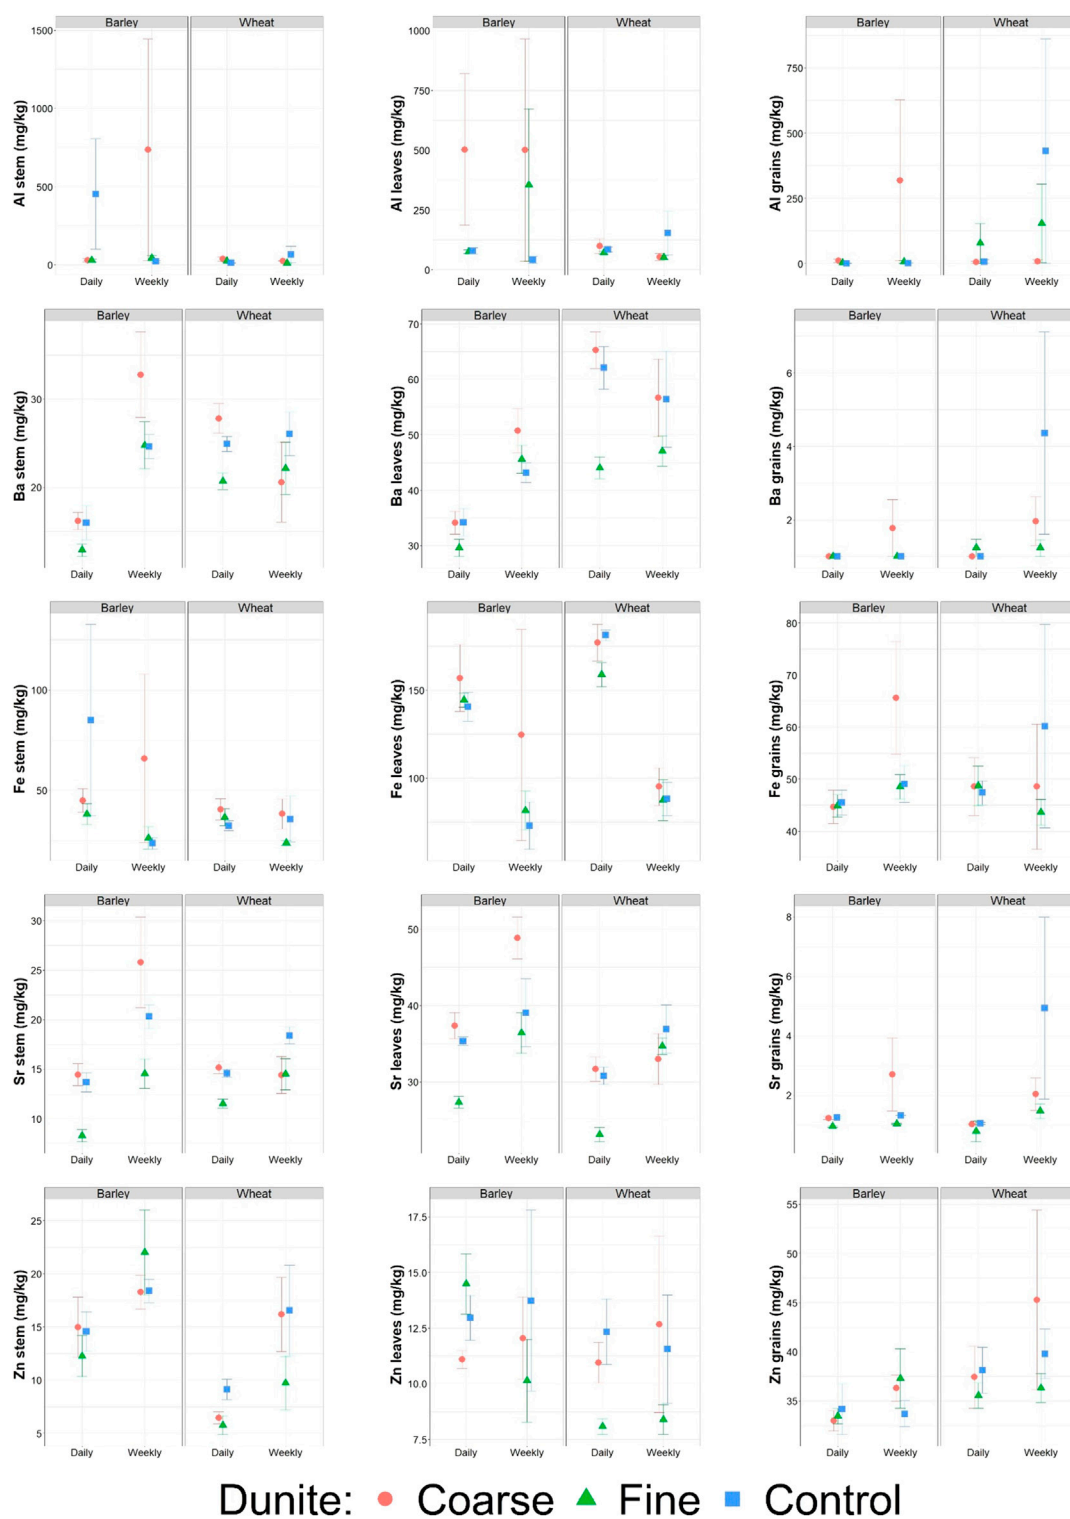 Barley Wheat Barley Wheat Barley Wheat
Al stem (mg/kg)
1500
1000
500
0
Daily Weekly Daily Weekly
Al leaves (mg/kg)
1000
750
500
250
0
Daily Weekly Daily Weekly
Al grains (mg/kg)
750
500
250
0
Daily Weekly Daily Weekly
Barley Wheat Barley Wheat Barley Wheat
Ba stem (mg/kg)
30
20
Daily Weekly Daily Weekly
Ba leaves (mg/kg)
70
60
50
40
30
Daily Weekly Daily Weekly
Ba grains (mg/kg)
6
4
2
Daily Weekly Daily Weekly
Barley Wheat Barley Wheat Barley Wheat
Fe stem (mg/kg)
100
50
Daily Weekly Daily Weekly
Fe leaves (mg/kg)
150
100
Daily Weekly Daily Weekly
Fe grains (mg/kg)
80
70
60
50
40
Daily Weekly Daily Weekly
Barley Wheat Barley Wheat Barley Wheat
Sr stem (mg/kg)
30
25
20
15
10
Daily Weekly Daily Weekly
Sr leaves (mg/kg)
50
40
30
Daily Weekly Daily Weekly
Sr grains (mg/kg)
8
6
4
2
Daily Weekly Daily Weekly
Barley Wheat Barley Wheat Barley Wheat
Zn stem (mg/kg)
25
20
15
10
5
Daily Weekly Daily Weekly
Zn leaves (mg/kg)
17.5
15.0
12.5
10.0
7.5
Daily Weekly Daily Weekly
Zn grains (mg/kg)
55
50
45
40
35
Daily Weekly Daily Weekly
Dunite: Coarse Fine Control